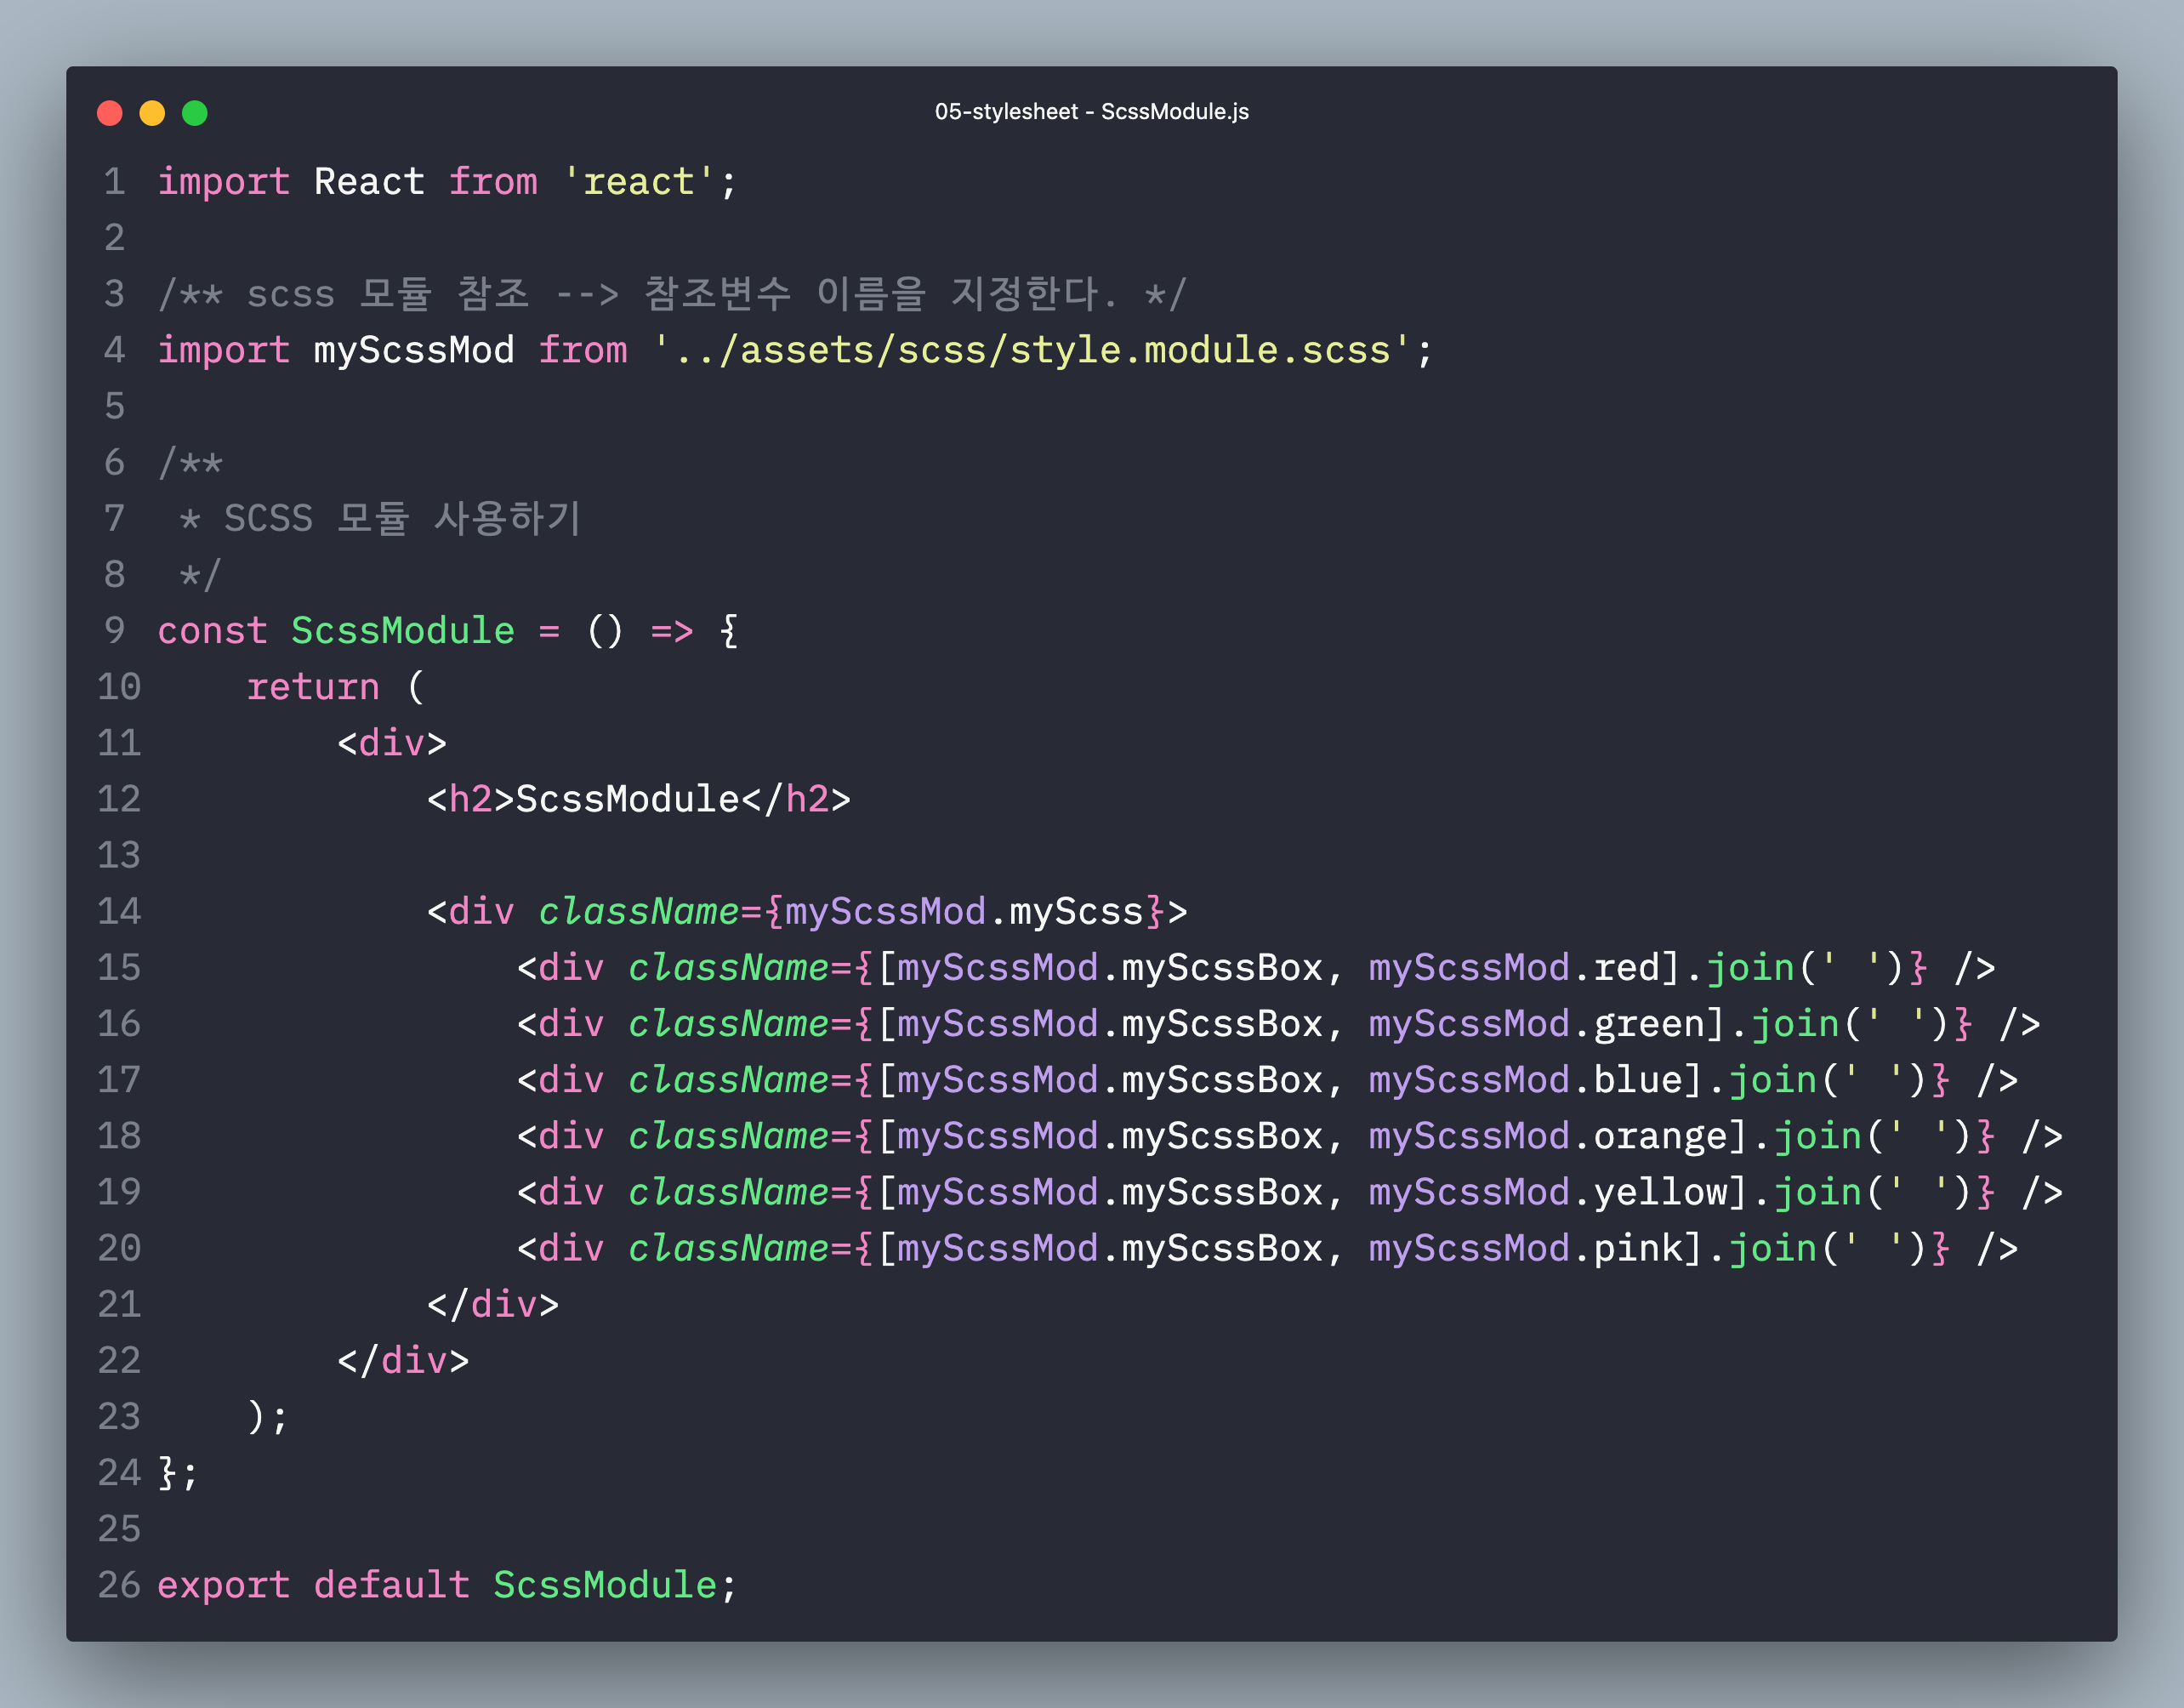 05-stylesheet - ScssModule.js
1 import React from 'react';
2
3 /** scss 모듈 참조 --> 참조변수 이름을 지정한다. */
4 import myScssMod from '../assets/scss/style.module.scss';
5
6 /**
7  * SCSS 모듈 사용하기
8  */
9 const ScssModule = () => {
10     return (
11         <div>
12             <h2>ScssModule</h2>
13
14             <div className={myScssMod.myScss}>
15                 <div className={[myScssMod.myScssBox, myScssMod.red].join(' ')} />
16                 <div className={[myScssMod.myScssBox, myScssMod.green].join(' ')} />
17                 <div className={[myScssMod.myScssBox, myScssMod.blue].join(' ')} />
18                 <div className={[myScssMod.myScssBox, myScssMod.orange].join(' ')} />
19                 <div className={[myScssMod.myScssBox, myScssMod.yellow].join(' ')} />
20                 <div className={[myScssMod.myScssBox, myScssMod.pink].join(' ')} />
21             </div>
22         </div>
23     );
24 };
25
26 export default ScssModule;